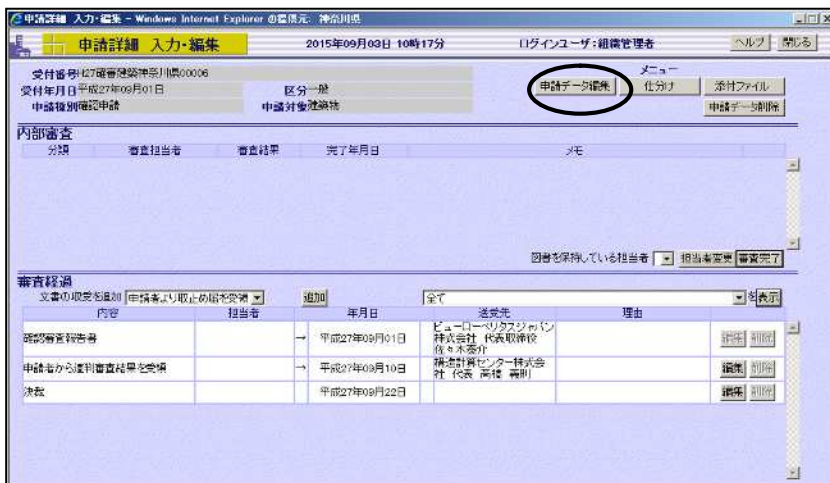 申請詳細 入力・編集 - Windows Internet Explorer の提供元: 神奈川県
申請詳細 入力・編集 2015年09月03日 10時17分 ログインユーザ:組織管理者 ヘルプ 閉じる
受付番号H27確審建築神奈川県00006 メニュー
受付年月日平成27年09月01日 区分一般 申請データ編集 仕分け 添付ファイル
申請種別確認申請 申請対象建築物 申請データ削除
内部審査
分類 審査担当者 審査結果 完了年月日 メモ
図書を保持している担当者 担当者変更 審査完了
審査経過
文書の収受を追加 申請者より取止め届を受領 追加 全て を表示
内容 担当者 年月日 送受先 理由
確認審査報告書 → 平成27年09月01日 ビューローベリタスジャパン
株式会社 代表取締役
佐々木泰介 編集 削除
申請者から適判審査結果を受領 → 平成27年09月10日 構造計算センター株式会
社 代表 高橋 義則 編集 削除
決裁 平成27年09月22日 編集 削除